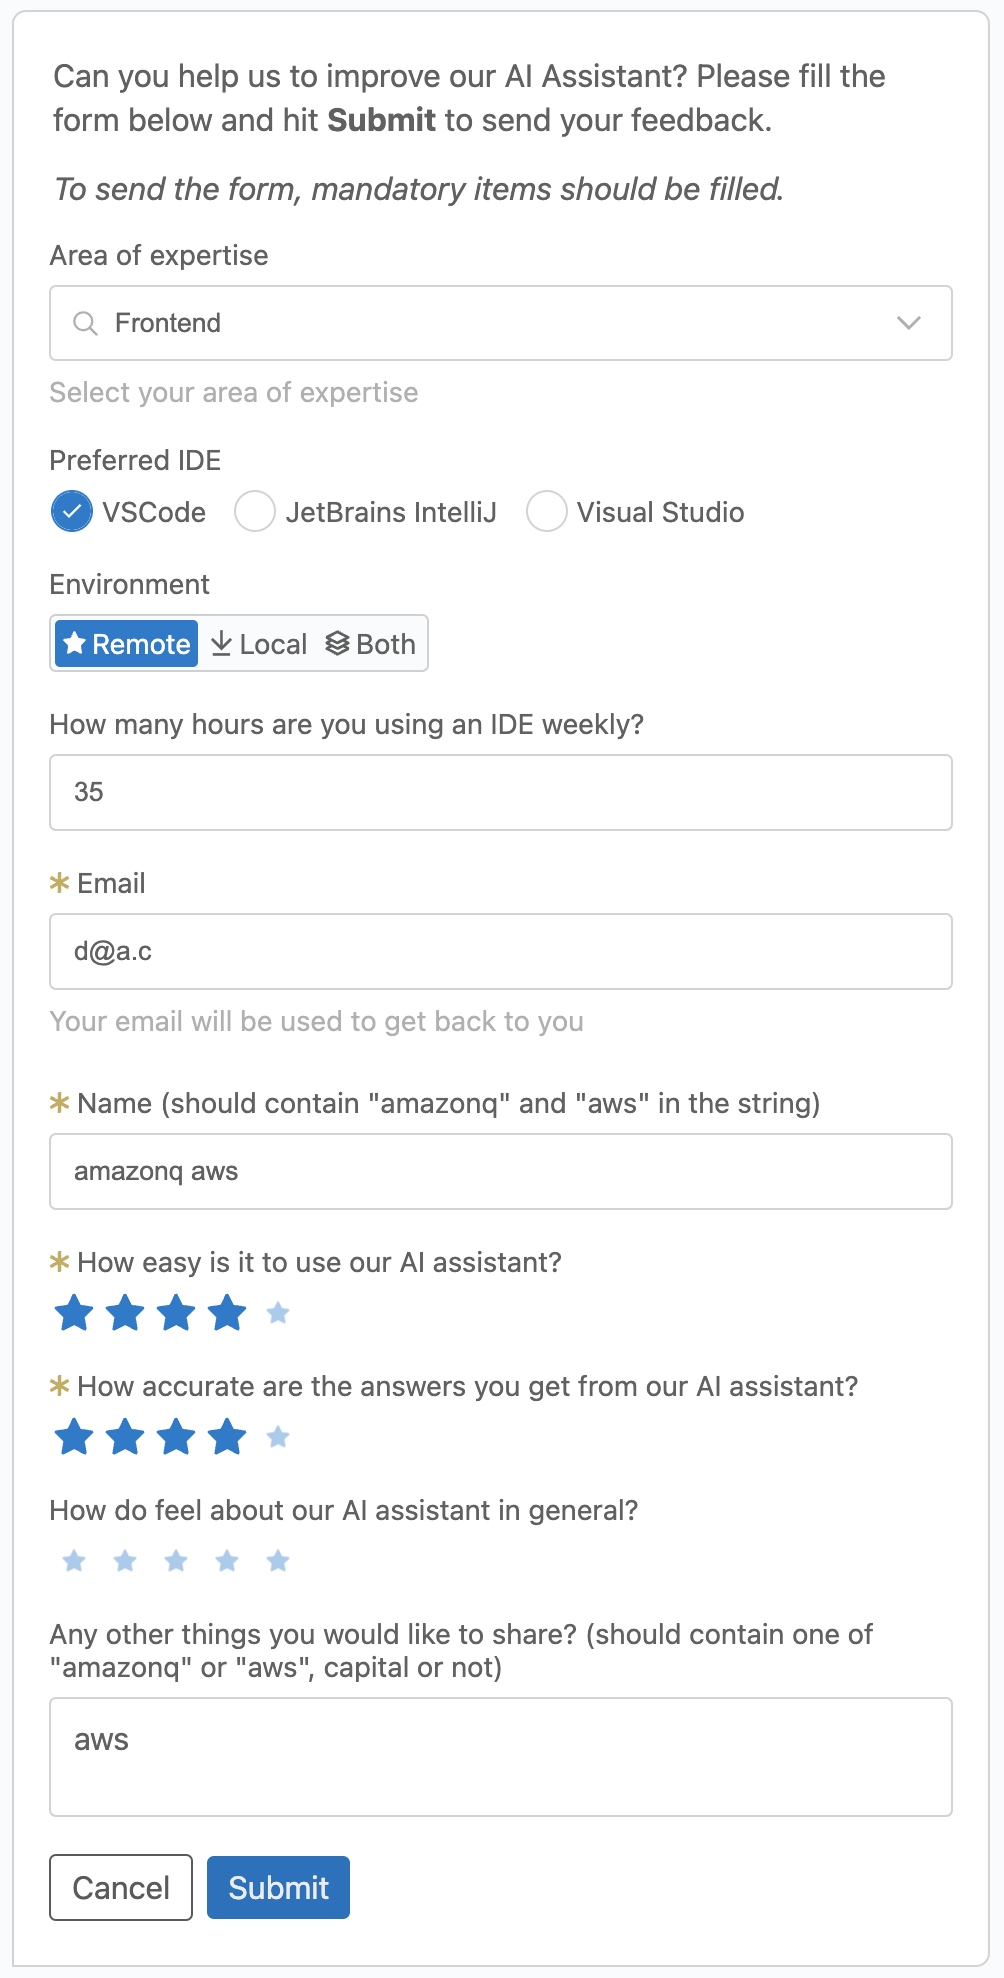 Can you help us to improve our AI Assistant? Please fill the
form below and hit Submit to send your feedback.
To send the form, mandatory items should be filled.
Area of expertise
Frontend
Select your area of expertise
Preferred IDE
VSCode JetBrains IntelliJ Visual Studio
Environment
Remote Local Both
How many hours are you using an IDE weekly?
35
* Email
d@a.c
Your email will be used to get back to you
* Name (should contain "amazonq" and "aws" in the string)
amazonq aws
* How easy is it to use our AI assistant?
* How accurate are the answers you get from our AI assistant?
How do feel about our AI assistant in general?
Any other things you would like to share? (should contain one of
"amazonq" or "aws", capital or not)
aws
Cancel Submit